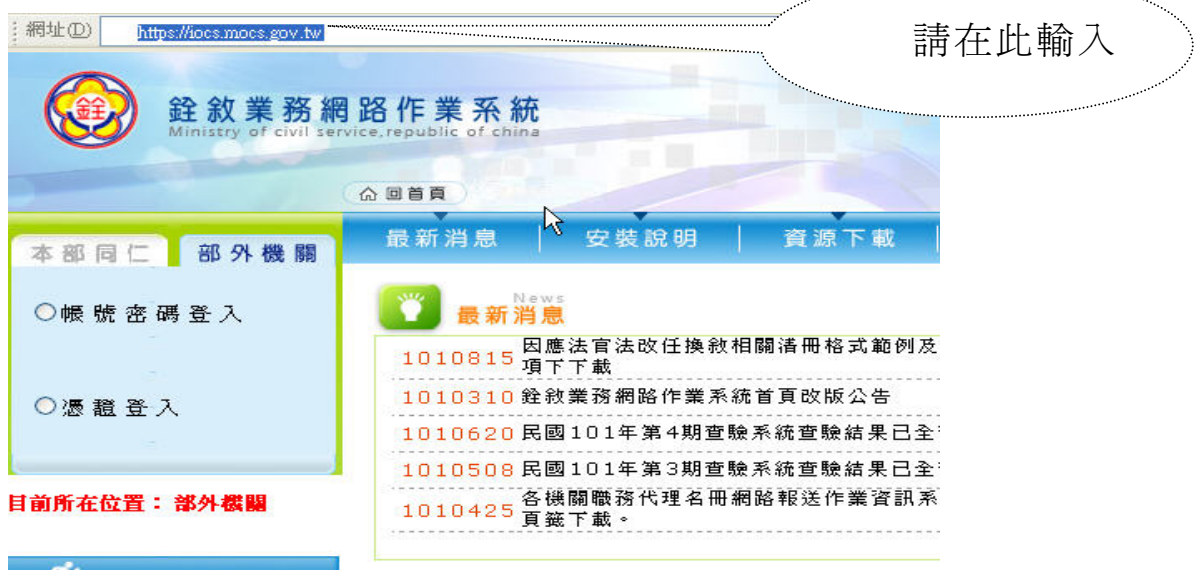 網址(D) https://iocs.mocs.gov.tw
請在此輸入
銓
銓敘業務網路作業系統
Ministry of civil service,republic of china
回首頁
本部同仁 部外機關
最新消息 安裝說明 資源下載
帳號密碼登入
憑證登入
目前所在位置：部外機關
News
最新消息
1010815 因應法官法改任換敘相關清冊格式範例及
項下下載
1010310 銓敘業務網路作業系統首頁改版公告
1010620 民國101年第4期查驗系統查驗結果已全
1010508 民國101年第3期查驗系統查驗結果已全
1010425 各機關職務代理名冊網路報送作業資訊系
頁籤下載。